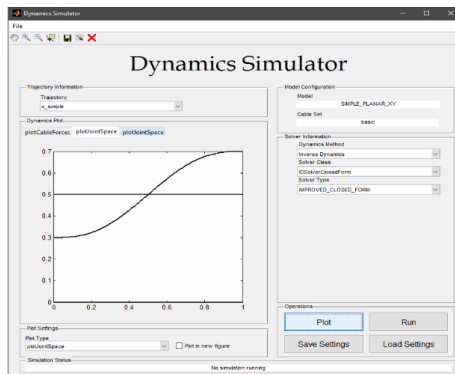 Dynamics Simulator
File
Dynamics Simulator
Trajectory Information
Trajectory
x_simple
Dynamics Plot
plotCableForces plotJointSpace plotJointSpace
0.7
0.6
0.5
0.4
0.3
0.2
0.1
0
0 0.2 0.4 0.6 0.8 1
Plot Settings
Plot Type
plotJointSpace
Plot in new figure
Simulation Status
No simulation running
Model Configuration
Model
SIMPLE_PLANAR_XY
Cable Set
basic
Solver Information
Dynamics Method
Inverse Dynamics
Solver Class
IDSolverClosedForm
Solver Type
IMPROVED_CLOSED_FORM
Operations
Plot Run
Save Settings Load Settings